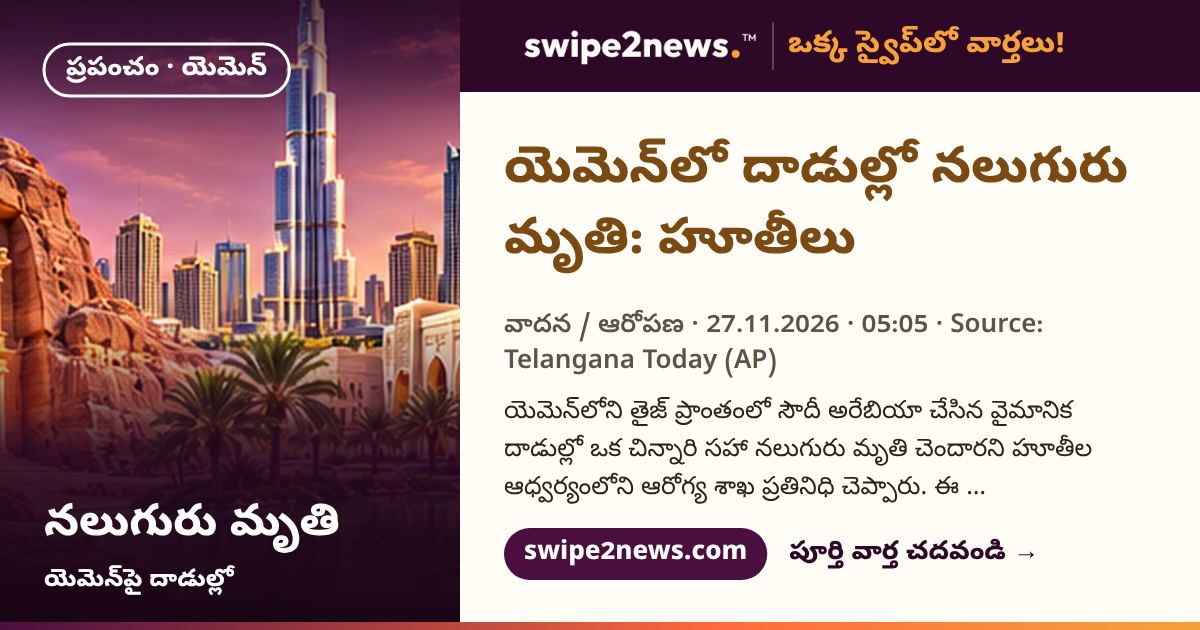 ప్రపంచం · యెమెన్
నలుగురు మృతి
యెమెన్‌పై దాడుల్లో
swipe2news.™ ఒక్క స్వైప్‌లో వార్తలు!
యెమెన్‌లో దాడుల్లో నలుగురు
మృతి: హూతీలు
వాదన / ఆరోపణ · 27.11.2026 · 05:05 · Source:
Telangana Today (AP)
యెమెన్‌లోని తైజ్ ప్రాంతంలో సౌదీ అరేబియా చేసిన వైమానిక
దాడుల్లో ఒక చిన్నారి సహా నలుగురు మృతి చెందారని హూతీల
ఆధ్వర్యంలోని ఆరోగ్య శాఖ ప్రతినిధి చెప్పారు. ఈ ...
swipe2news.com పూర్తి వార్త చదవండి →